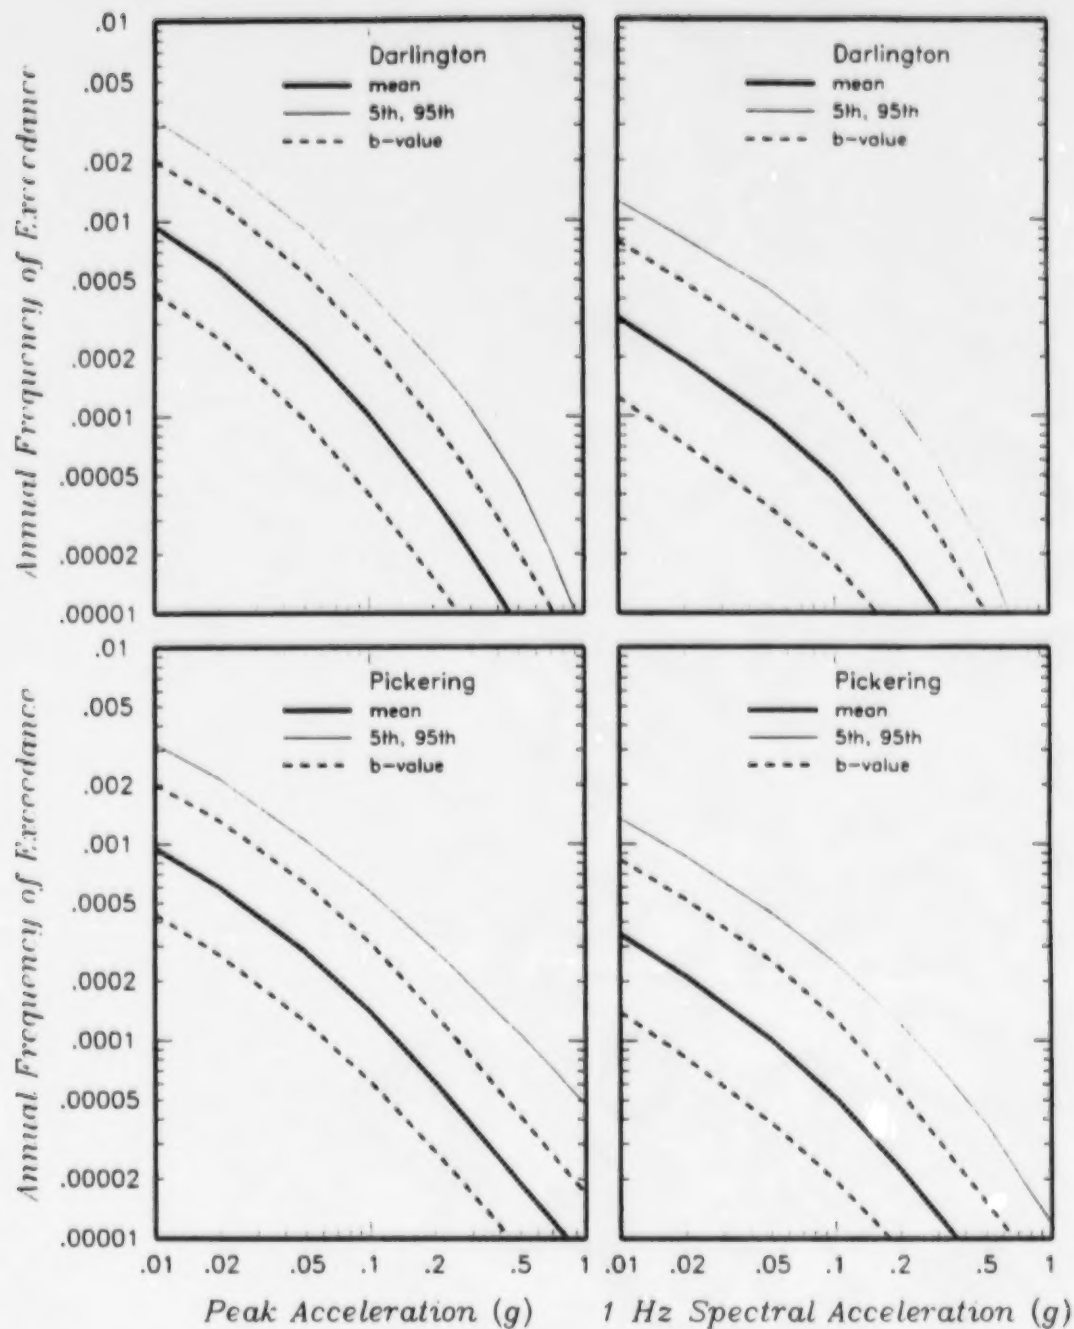 Annual Frequency of Exceedance
.01
.005
.002
.001
.0005
.0002
.0001
.00005
.00002
.00001
Darlington
mean
5th, 95th
b-value
Darlington
mean
5th, 95th
b-value
Annual Frequency of Exceedance
.01
.005
.002
.001
.0005
.0002
.0001
.00005
.00002
.00001
Pickering
mean
5th, 95th
b-value
Pickering
mean
5th, 95th
b-value
.01 .02 .05 .1 .2 .5 1
.01 .02 .05 .1 .2 .5 1
Peak Acceleration (g)
1 Hz Spectral Acceleration (g)